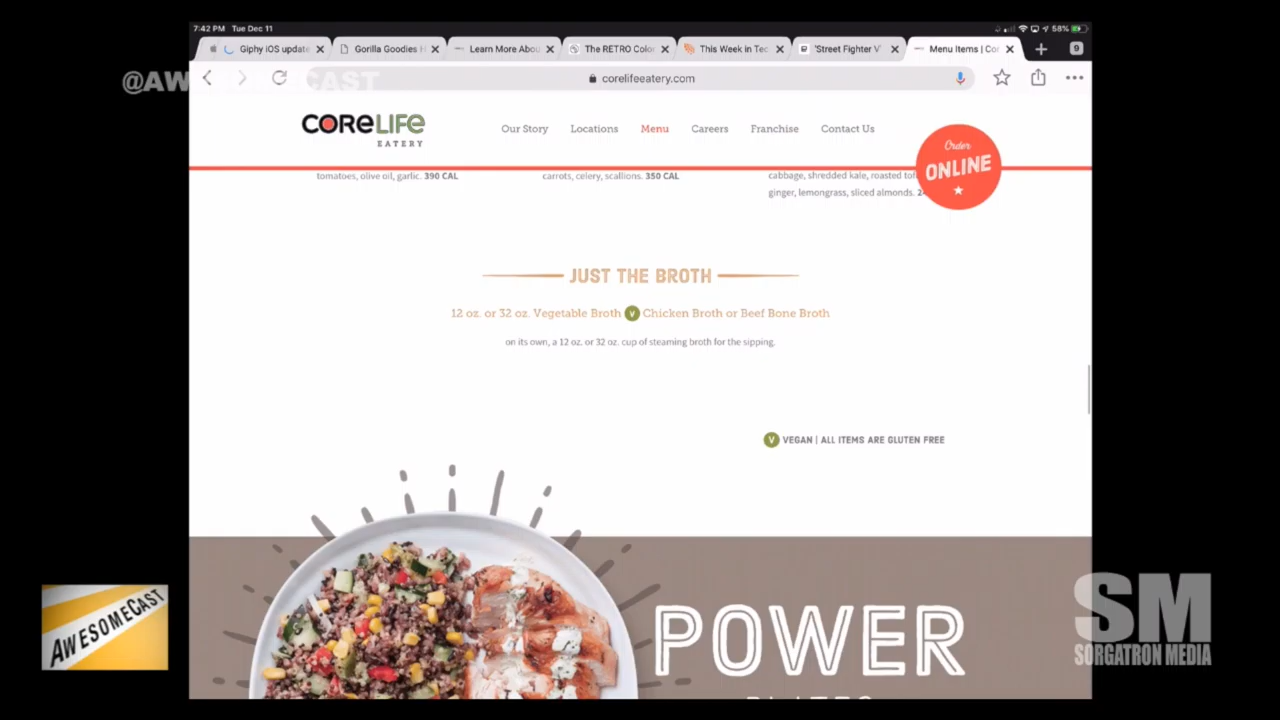 7:42 PM Tue Dec 11
58%
Giphy iOS update
Gorilla Goodies
Learn More Abou
The RETRO Color
This Week in Tec
'Street Fighter V'
Menu Items | Cor
9
@AW CAST
corelifeeatery.com
CORELIFE
EATERY
Our Story
Locations
Menu
Careers
Franchise
Contact Us
Order
ONLINE
tomatoes, olive oil, garlic. 390 CAL
carrots, celery, scallions. 350 CAL
cabbage, shredded kale, roasted tof
ginger, lemongrass, sliced almonds. 2
JUST THE BROTH
12 oz. or 32 oz. Vegetable Broth V Chicken Broth or Beef Bone Broth
on its own, a 12 oz. or 32 oz. cup of steaming broth for the sipping.
V VEGAN | ALL ITEMS ARE GLUTEN FREE
POWER
AWESOMECAST
SM
SORGATRON MEDIA